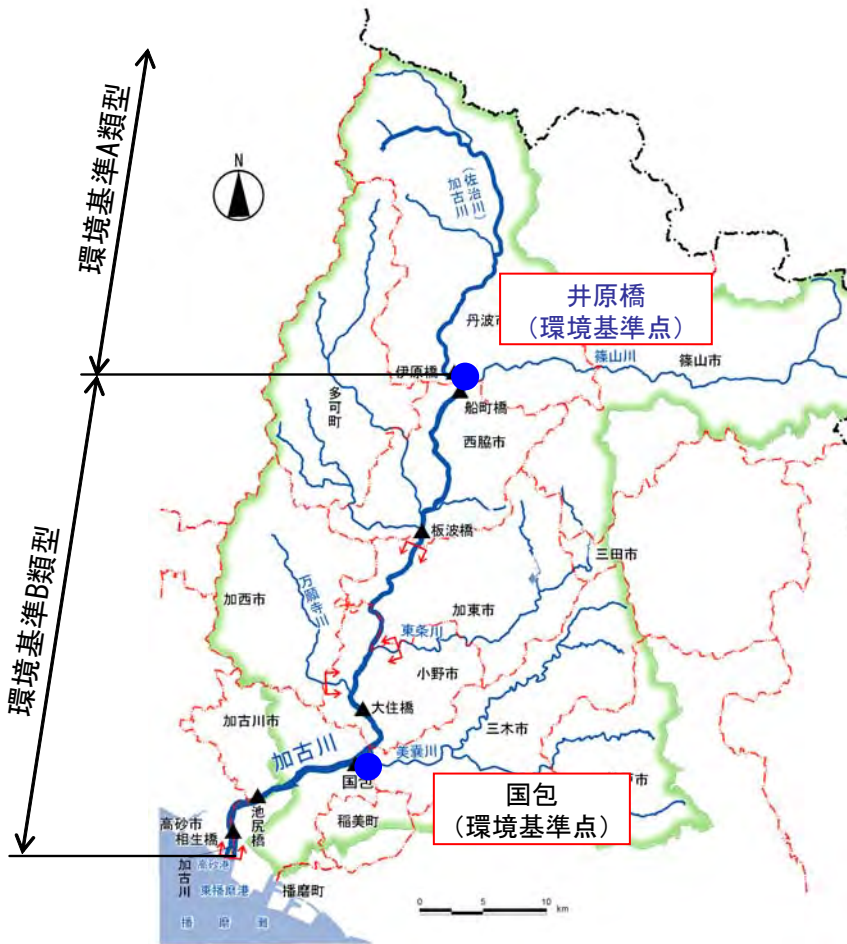 環境基準A類型
環境基準B類型
N
加古川
(佐治川)
丹波市
井原橋
(環境基準点)
伊原橋
篠山川
篠山市
船町橋
多可町
西脇市
板波橋
三田市
加西市
万願寺川
加東市
東条川
小野市
大住橋
加古川市
加古川
三木市
美嚢川
国包
国包
(環境基準点)
戸市
池尻橋
稲美町
高砂市
相生橋
加古川
高砂港
東播磨港
播磨町
播磨灘
0 5 10 km